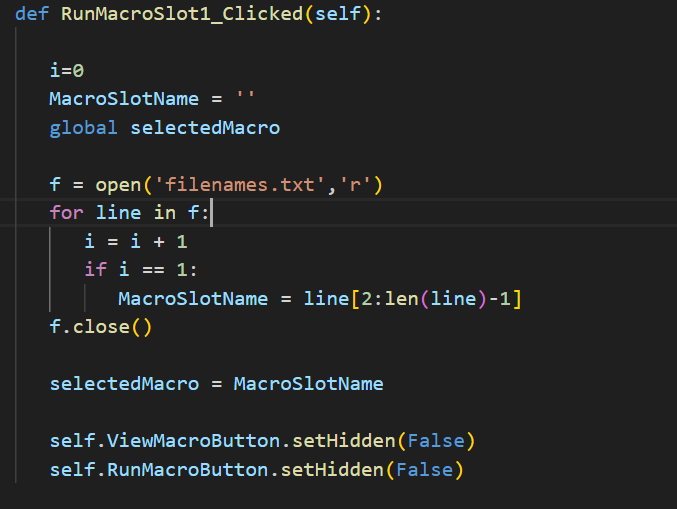 def RunMacroSlot1_Clicked(self):
i=0
MacroSlotName = ''
global selectedMacro
f = open('filenames.txt','r')
for line in f:
i = i + 1
if i == 1:
MacroSlotName = line[2:len(line)-1]
f.close()
selectedMacro = MacroSlotName
self.ViewMacroButton.setHidden(False)
self.RunMacroButton.setHidden(False)